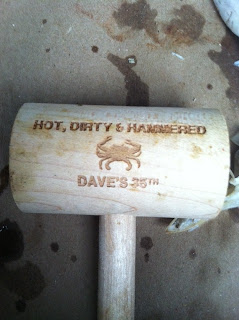 HOT, DIRTY & HAMMERED
DAVE'S 25TH